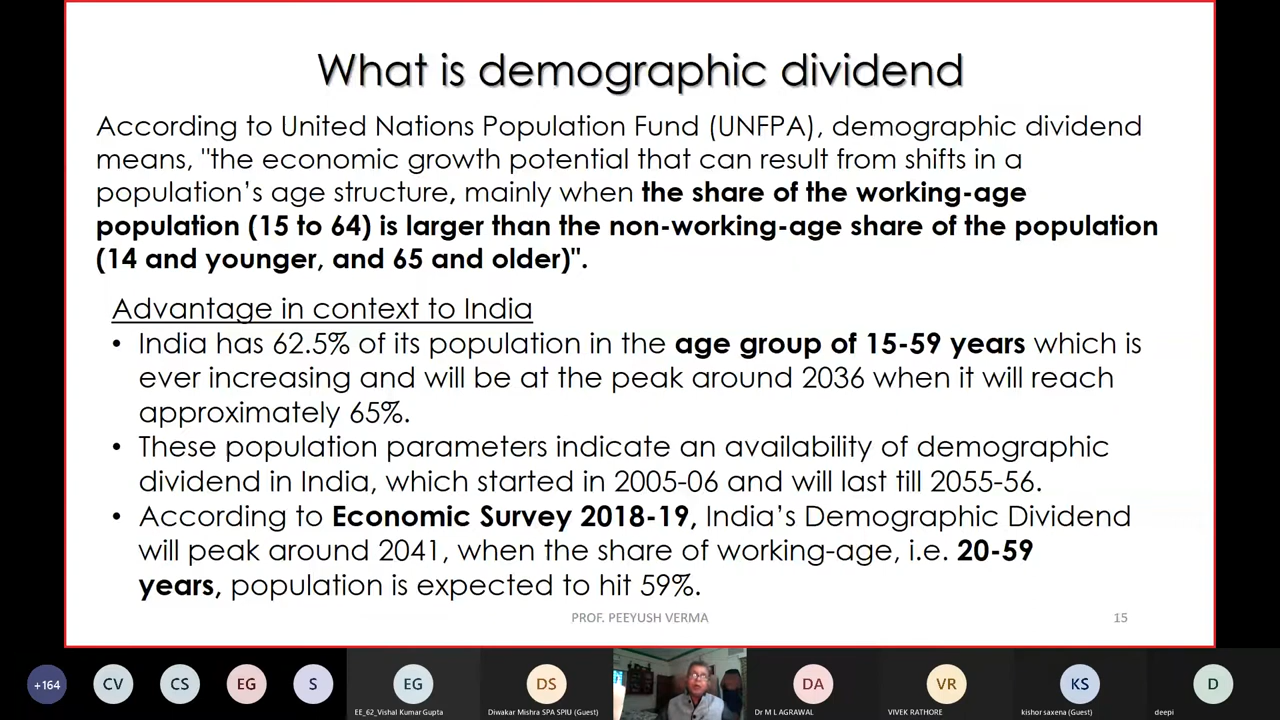 What is demographic dividend
According to United Nations Population Fund (UNFPA), demographic dividend
means, "the economic growth potential that can result from shifts in a
population's age structure, mainly when the share of the working-age
population (15 to 64) is larger than the non-working-age share of the population
(14 and younger, and 65 and older)".
Advantage in context to India
• India has 62.5% of its population in the age group of 15-59 years which is
ever increasing and will be at the peak around 2036 when it will reach
approximately 65%.
• These population parameters indicate an availability of demographic
dividend in India, which started in 2005-06 and will last till 2055-56.
• According to Economic Survey 2018-19, India's Demographic Dividend
will peak around 2041, when the share of working-age, i.e. 20-59
years, population is expected to hit 59%.
PROF. PEEYUSH VERMA
15
+164
CV
CS
EG
S
EG
DS
DA
VR
KS
D
EE_62_Vishal Kumar Gupta
Diwakar Mishra SPA SPIU (Guest)
Dr M L AGRAWAL
VIVEK RATHORE
kishor saxena (Guest)
deepi